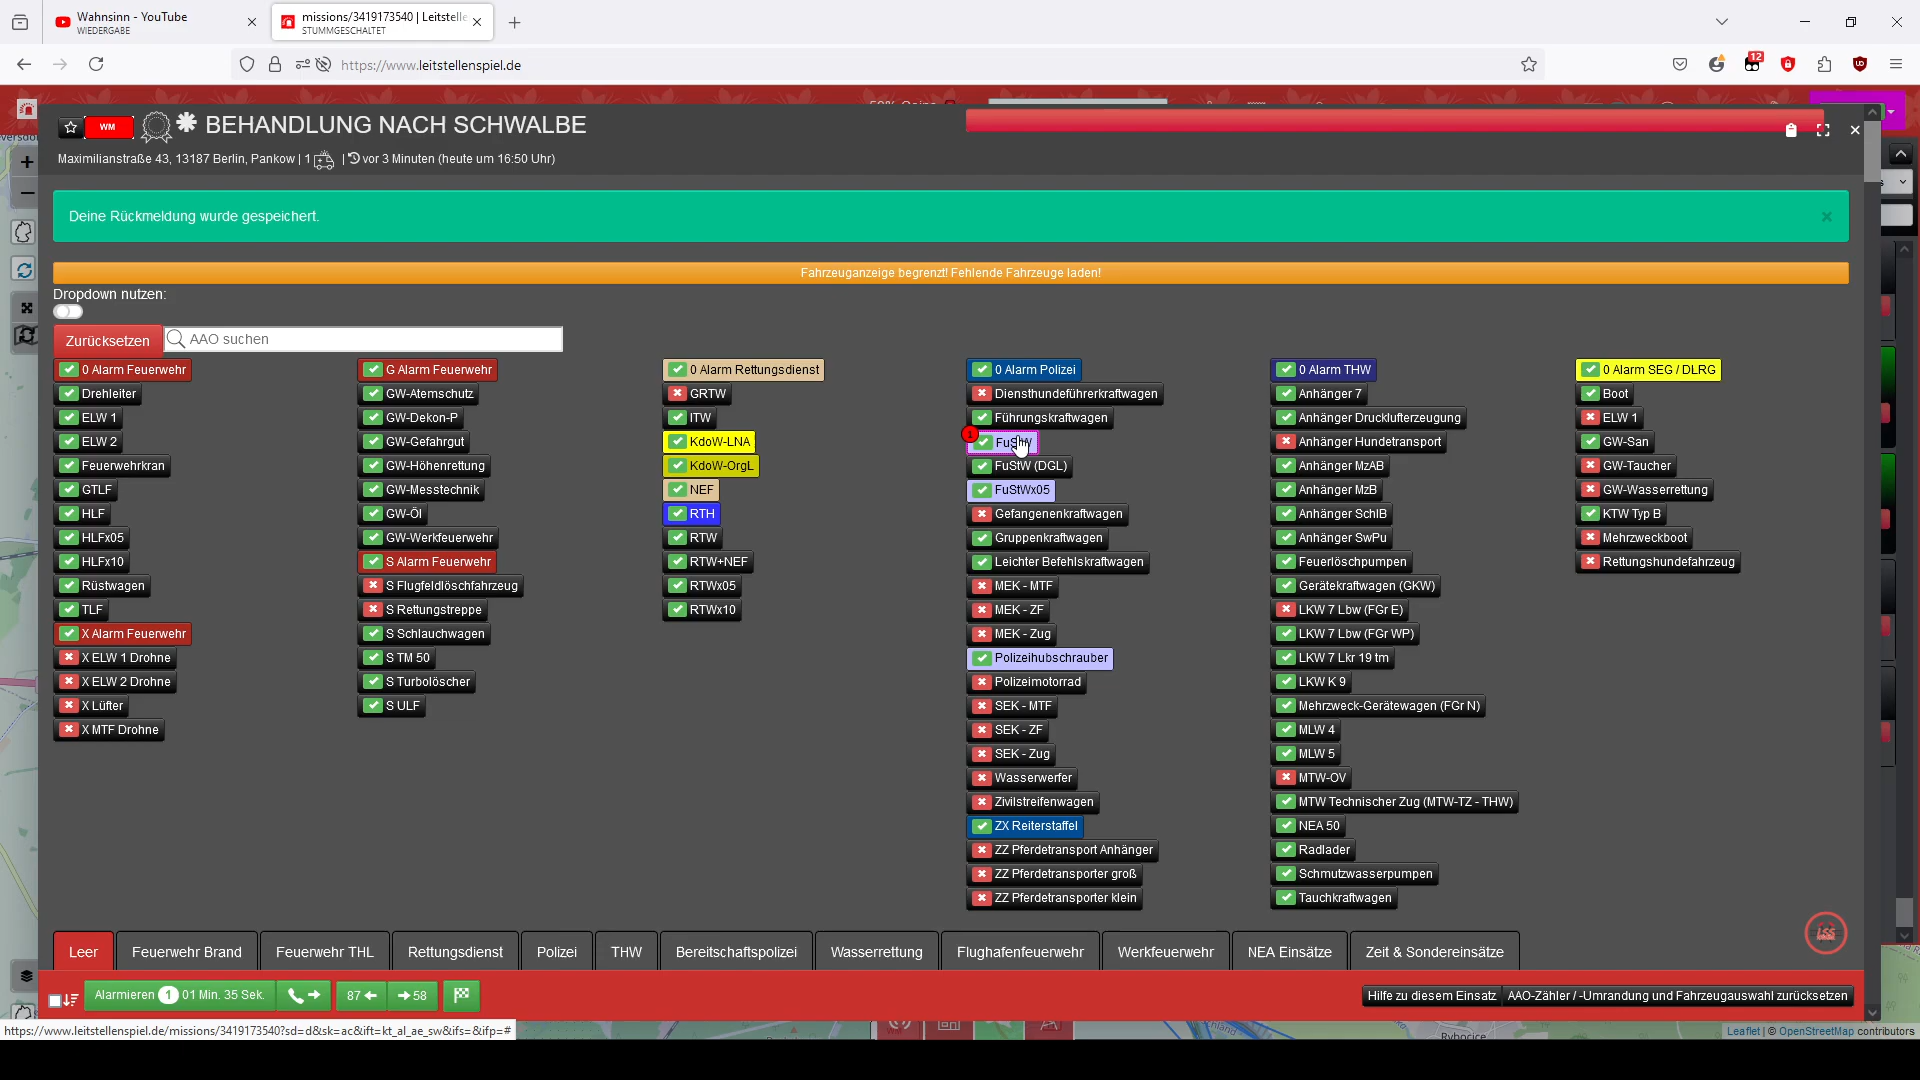 Wahnsinn - YouTube
WIEDERGABE
missions/3419173540 | Leitstelle
STUMMGESCHALTET
https://www.leitstellenspiel.de
12
WM
BEHANDLUNG NACH SCHWALBE
Maximilianstraße 43, 13187 Berlin, Pankow | 1 | vor 3 Minuten (heute um 16:50 Uhr)
Deine Rückmeldung wurde gespeichert.
Fahrzeuganzeige begrenzt! Fehlende Fahrzeuge laden!
Dropdown nutzen:
Zurücksetzen
AAO suchen
0 Alarm Feuerwehr
Drehleiter
ELW 1
ELW 2
Feuerwehrkran
GTLF
HLF
HLFx05
HLFx10
Rüstwagen
TLF
X Alarm Feuerwehr
X ELW 1 Drohne
X ELW 2 Drohne
X Lüfter
X MTF Drohne
G Alarm Feuerwehr
GW-Atemschutz
GW-Dekon-P
GW-Gefahrgut
GW-Höhenrettung
GW-Messtechnik
GW-Öl
GW-Werkfeuerwehr
S Alarm Feuerwehr
S Flugfeldlöschfahrzeug
S Rettungstreppe
S Schlauchwagen
S TM 50
S Turbolöscher
S ULF
0 Alarm Rettungsdienst
GRTW
ITW
KdoW-LNA
KdoW-OrgL
NEF
RTH
RTW
RTW+NEF
RTWx05
RTWx10
0 Alarm Polizei
Diensthundeführerkraftwagen
Führungskraftwagen
1
FuStW
FuStW (DGL)
FuStWx05
Gefangenenkraftwagen
Gruppenkraftwagen
Leichter Befehlskraftwagen
MEK - MTF
MEK - ZF
MEK - Zug
Polizeihubschrauber
Polizeimotorrad
SEK - MTF
SEK - ZF
SEK - Zug
Wasserwerfer
Zivilstreifenwagen
ZX Reiterstaffel
ZZ Pferdetransport Anhänger
ZZ Pferdetransporter groß
ZZ Pferdetransporter klein
0 Alarm THW
Anhänger 7
Anhänger Drucklufterzeugung
Anhänger Hundetransport
Anhänger MzAB
Anhänger MzB
Anhänger SchlB
Anhänger SwPu
Feuerlöschpumpen
Gerätekraftwagen (GKW)
LKW 7 Lbw (FGr E)
LKW 7 Lbw (FGr WP)
LKW 7 Lkr 19 tm
LKW K 9
Mehrzweck-Gerätewagen (FGr N)
MLW 4
MLW 5
MTW-OV
MTW Technischer Zug (MTW-TZ - THW)
NEA 50
Radlader
Schmutzwasserpumpen
Tauchkraftwagen
0 Alarm SEG / DLRG
Boot
ELW 1
GW-San
GW-Taucher
GW-Wasserrettung
KTW Typ B
Mehrzweckboot
Rettungshundefahrzeug
Leer
Feuerwehr Brand
Feuerwehr THL
Rettungsdienst
Polizei
THW
Bereitschaftspolizei
Wasserrettung
Flughafenfeuerwehr
Werkfeuerwehr
NEA Einsätze
Zeit & Sondereinsätze
Alarmieren 1 01 Min. 35 Sek.
87
58
Hilfe zu diesem Einsatz
AAO-Zähler / -Umrandung und Fahrzeugauswahl zurücksetzen
https://www.leitstellenspiel.de/missions/3419173540?sd=d&sk=ac&ift=kt_al_ae_sw&ifs=&ifp=#
Leaflet | © OpenStreetMap contributors